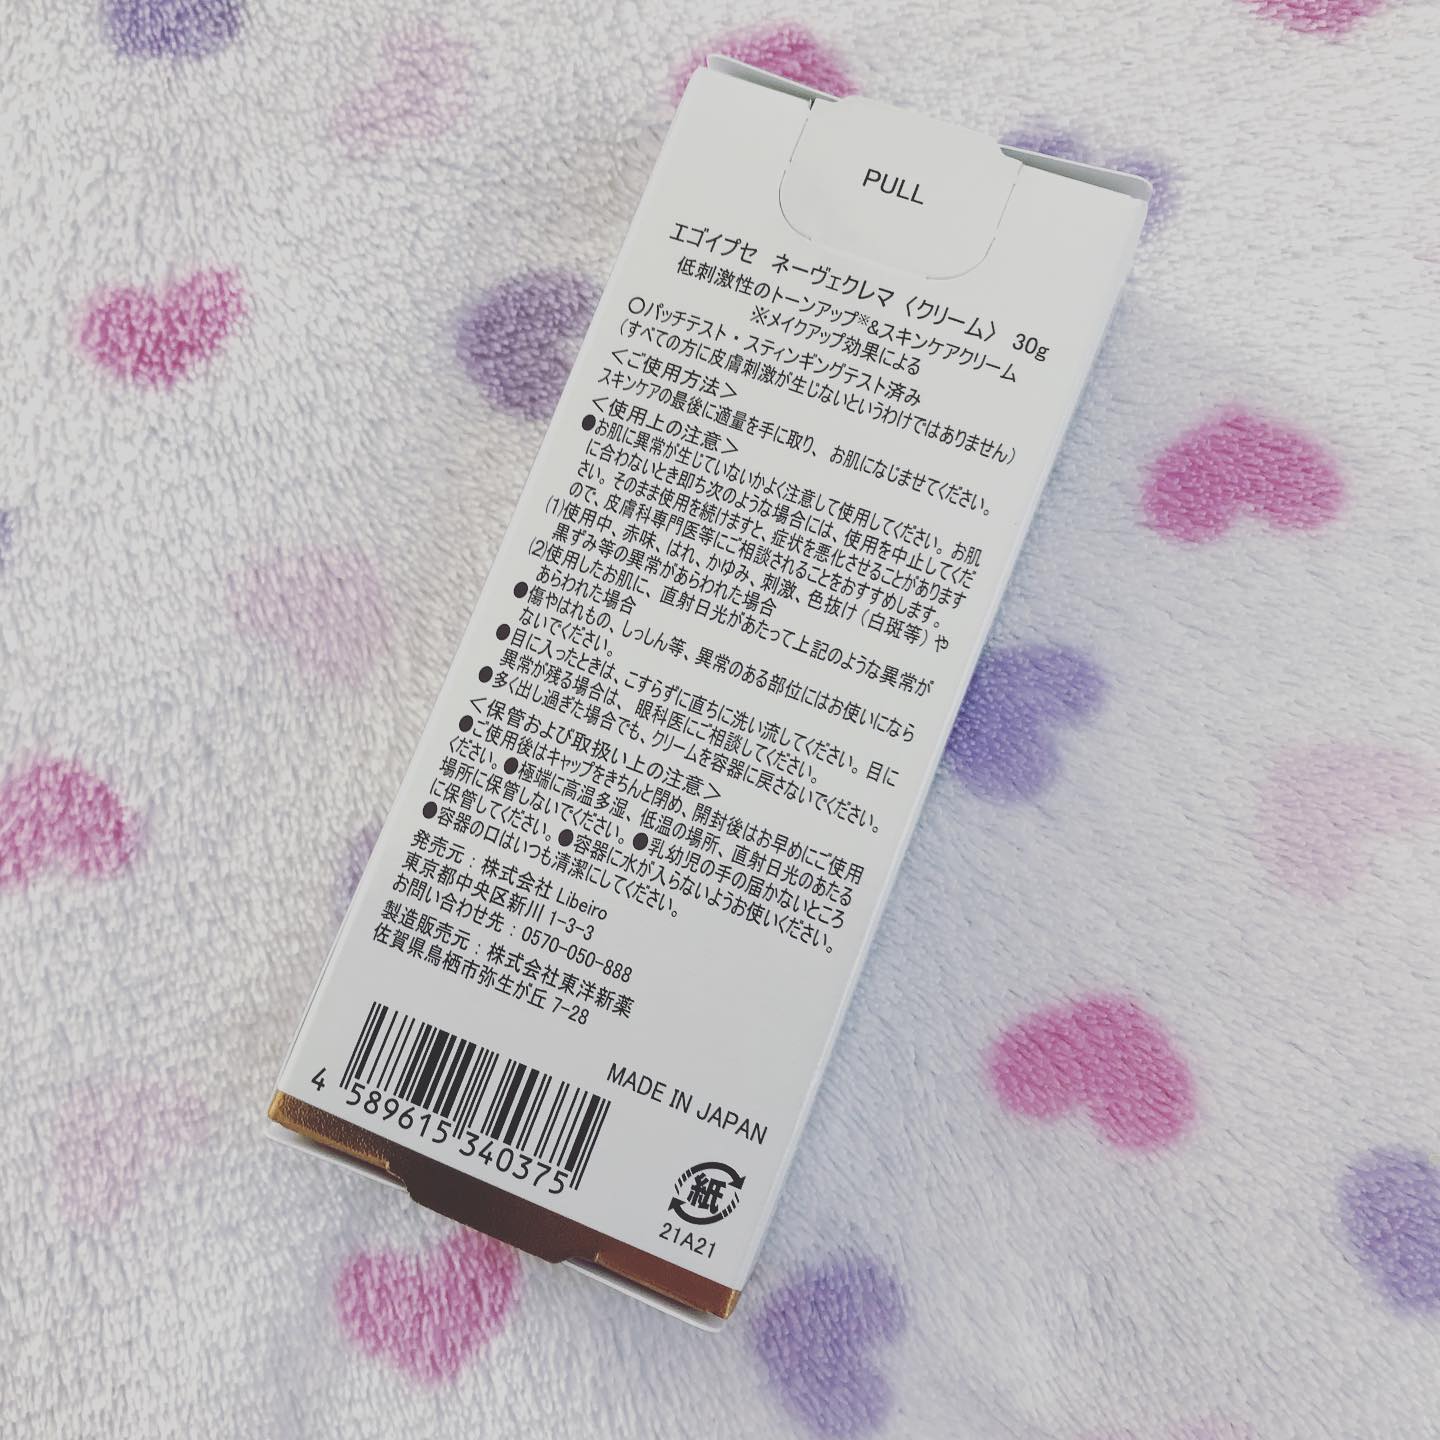 PULL
エゴイプセ ネーヴェクレマ〈クリーム〉 30g
低刺激性のトーンアップ※&スキンケアクリーム
※メイクアップ効果による
○パッチテスト・スティンギングテスト済み
(すべての方に皮膚刺激が生じないというわけではありません)
<ご使用方法>
スキンケアの最後に適量を手に取り、お肌になじませてください。
<使用上の注意>
●お肌に異常が生じていないかよく注意して使用してください。お肌
に合わないとき即ち次のような場合には、使用を中止してくだ
さい。そのまま使用を続けますと、症状を悪化させることがあります
ので、皮膚科専門医等にご相談されることをおすすめします。
(1)使用中、赤味、はれ、かゆみ、刺激、色抜け(白斑等)や
黒ずみ等の異常があらわれた場合
(2)使用したお肌に、直射日光があたって上記のような異常が
あらわれた場合
●傷やはれもの、しっしん等、異常のある部位にはお使いになら
ないでください。
●目に入ったときは、こすらずに直ちに洗い流してください。目に
異常が残る場合は、眼科医にご相談してください。
●多く出し過ぎた場合でも、クリームを容器に戻さないでください。
<保管および取扱い上の注意>
●ご使用後はキャップをきちんと閉め、開封後はお早めにご使用
ください。●極端に高温多湿、低温の場所、直射日光のあたる
場所に保管しないでください。●乳幼児の手の届かないところ
に保管してください。●容器に水が入らないようお使いください。
●容器の口はいつも清潔にしてください。
発売元:株式会社 Libeiro
東京都中央区新川 1-3-3
お問い合わせ先:0570-050-888
製造販売元:株式会社東洋新薬
佐賀県鳥栖市弥生が丘 7-28
MADE IN JAPAN
4 589615 340375
紙
21A21